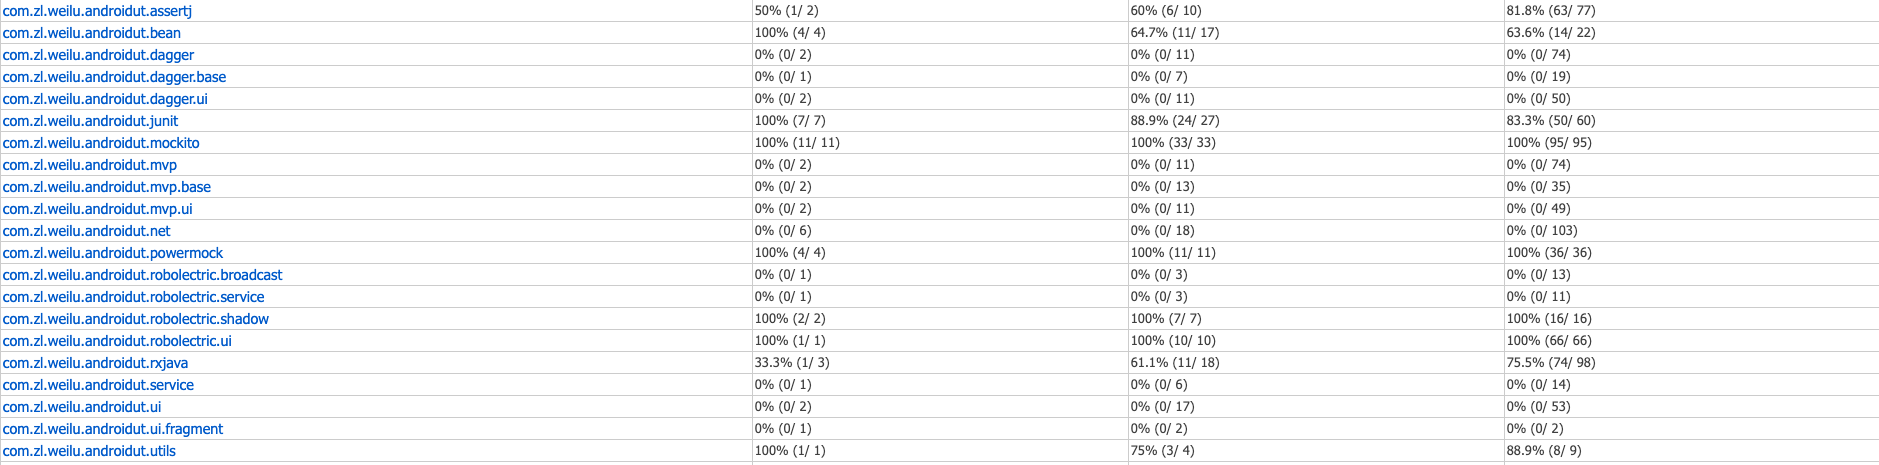 com.zl.weilu.androidut.assertj 50% (1/ 2) 60% (6/ 10) 81.8% (63/ 77)
com.zl.weilu.androidut.bean 100% (4/ 4) 64.7% (11/ 17) 63.6% (14/ 22)
com.zl.weilu.androidut.dagger 0% (0/ 2) 0% (0/ 11) 0% (0/ 74)
com.zl.weilu.androidut.dagger.base 0% (0/ 1) 0% (0/ 7) 0% (0/ 19)
com.zl.weilu.androidut.dagger.ui 0% (0/ 2) 0% (0/ 11) 0% (0/ 50)
com.zl.weilu.androidut.junit 100% (7/ 7) 88.9% (24/ 27) 83.3% (50/ 60)
com.zl.weilu.androidut.mockito 100% (11/ 11) 100% (33/ 33) 100% (95/ 95)
com.zl.weilu.androidut.mvp 0% (0/ 2) 0% (0/ 11) 0% (0/ 74)
com.zl.weilu.androidut.mvp.base 0% (0/ 2) 0% (0/ 13) 0% (0/ 35)
com.zl.weilu.androidut.mvp.ui 0% (0/ 2) 0% (0/ 11) 0% (0/ 49)
com.zl.weilu.androidut.net 0% (0/ 6) 0% (0/ 18) 0% (0/ 103)
com.zl.weilu.androidut.powermock 100% (4/ 4) 100% (11/ 11) 100% (36/ 36)
com.zl.weilu.androidut.robolectric.broadcast 0% (0/ 1) 0% (0/ 3) 0% (0/ 13)
com.zl.weilu.androidut.robolectric.service 0% (0/ 1) 0% (0/ 3) 0% (0/ 11)
com.zl.weilu.androidut.robolectric.shadow 100% (2/ 2) 100% (7/ 7) 100% (16/ 16)
com.zl.weilu.androidut.robolectric.ui 100% (1/ 1) 100% (10/ 10) 100% (66/ 66)
com.zl.weilu.androidut.rxjava 33.3% (1/ 3) 61.1% (11/ 18) 75.5% (74/ 98)
com.zl.weilu.androidut.service 0% (0/ 1) 0% (0/ 6) 0% (0/ 14)
com.zl.weilu.androidut.ui 0% (0/ 2) 0% (0/ 17) 0% (0/ 53)
com.zl.weilu.androidut.ui.fragment 0% (0/ 1) 0% (0/ 2) 0% (0/ 2)
com.zl.weilu.androidut.utils 100% (1/ 1) 75% (3/ 4) 88.9% (8/ 9)